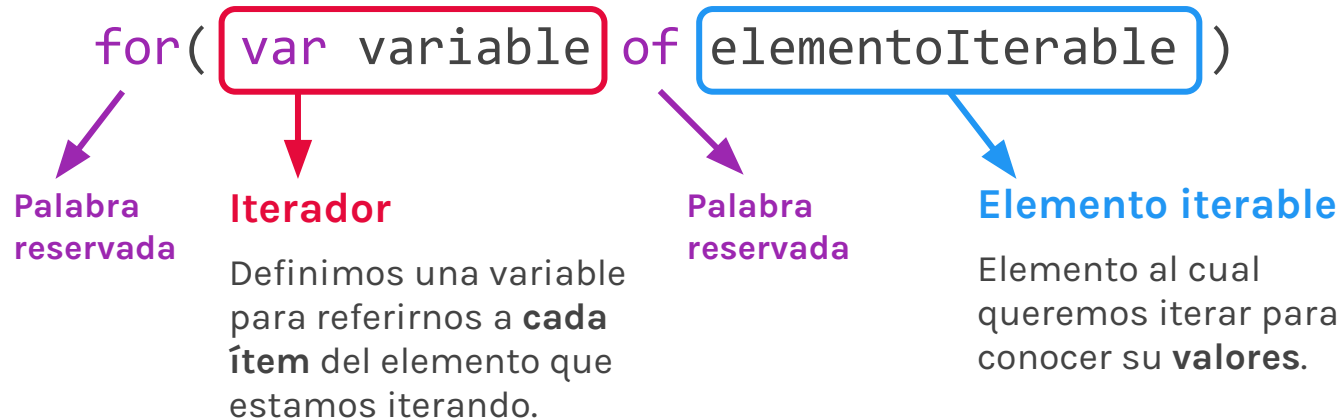 for( var variable of elementoIterable )
Palabra
reservada
Iterador
Definimos una variable
para referirnos a cada
ítem del elemento que
estamos iterando.
Palabra
reservada
Elemento iterable
Elemento al cual
queremos iterar para
conocer su valores.